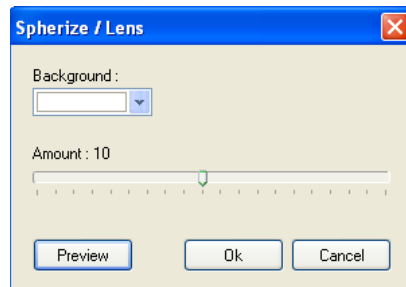 Spherize / Lens
Background :
Amount : 10
Preview Ok Cancel